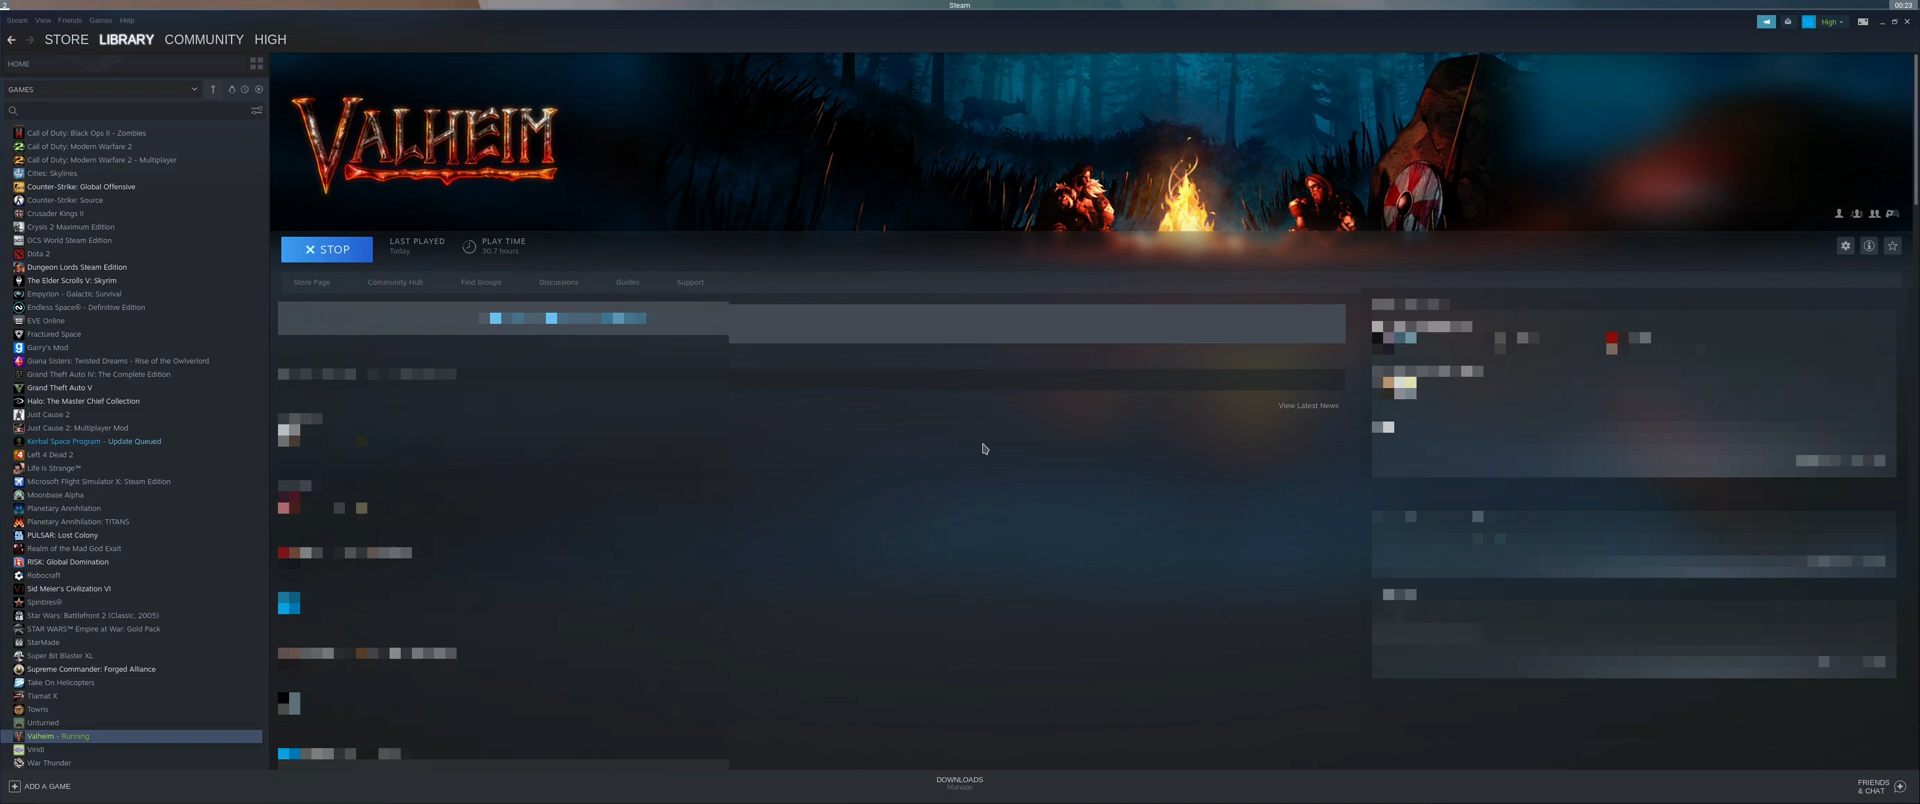 2
Steam
00:23
Steam View Friends Games Help
High
STORE LIBRARY COMMUNITY HIGH
HOME
GAMES
Call of Duty: Black Ops II - Zombies
Call of Duty: Modern Warfare 2
Call of Duty: Modern Warfare 2 - Multiplayer
Cities: Skylines
Counter-Strike: Global Offensive
Counter-Strike: Source
Crusader Kings II
Crysis 2 Maximum Edition
DCS World Steam Edition
Dota 2
Dungeon Lords Steam Edition
The Elder Scrolls V: Skyrim
Empyrion - Galactic Survival
Endless Space® - Definitive Edition
EVE Online
Fractured Space
Garry's Mod
Giana Sisters: Twisted Dreams - Rise of the Owlverlord
Grand Theft Auto IV: The Complete Edition
Grand Theft Auto V
Halo: The Master Chief Collection
Just Cause 2
Just Cause 2: Multiplayer Mod
Kerbal Space Program - Update Queued
Left 4 Dead 2
Life is Strange™
Microsoft Flight Simulator X: Steam Edition
Moonbase Alpha
Planetary Annihilation
Planetary Annihilation: TITANS
PULSAR: Lost Colony
Realm of the Mad God Exalt
RISK: Global Domination
Robocraft
Sid Meier's Civilization VI
Spintires®
Star Wars: Battlefront 2 (Classic, 2005)
STAR WARS™ Empire at War: Gold Pack
StarMade
Super Bit Blaster XL
Supreme Commander: Forged Alliance
Take On Helicopters
Tiamat X
Towns
Unturned
Valheim - Running
Viridi
War Thunder
ADD A GAME
VALHEIM
STOP
LAST PLAYED
Today
PLAY TIME
30.7 hours
Store Page Community Hub Find Groups Discussions Guides Support
View Latest News
DOWNLOADS
Manage
FRIENDS
& CHAT